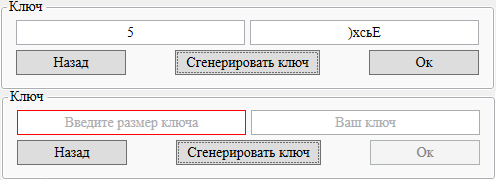 Ключ
5 )хсьЕ
Назад Сгенерировать ключ Ок
Ключ
Введите размер ключа Ваш ключ
Назад Сгенерировать ключ Ок